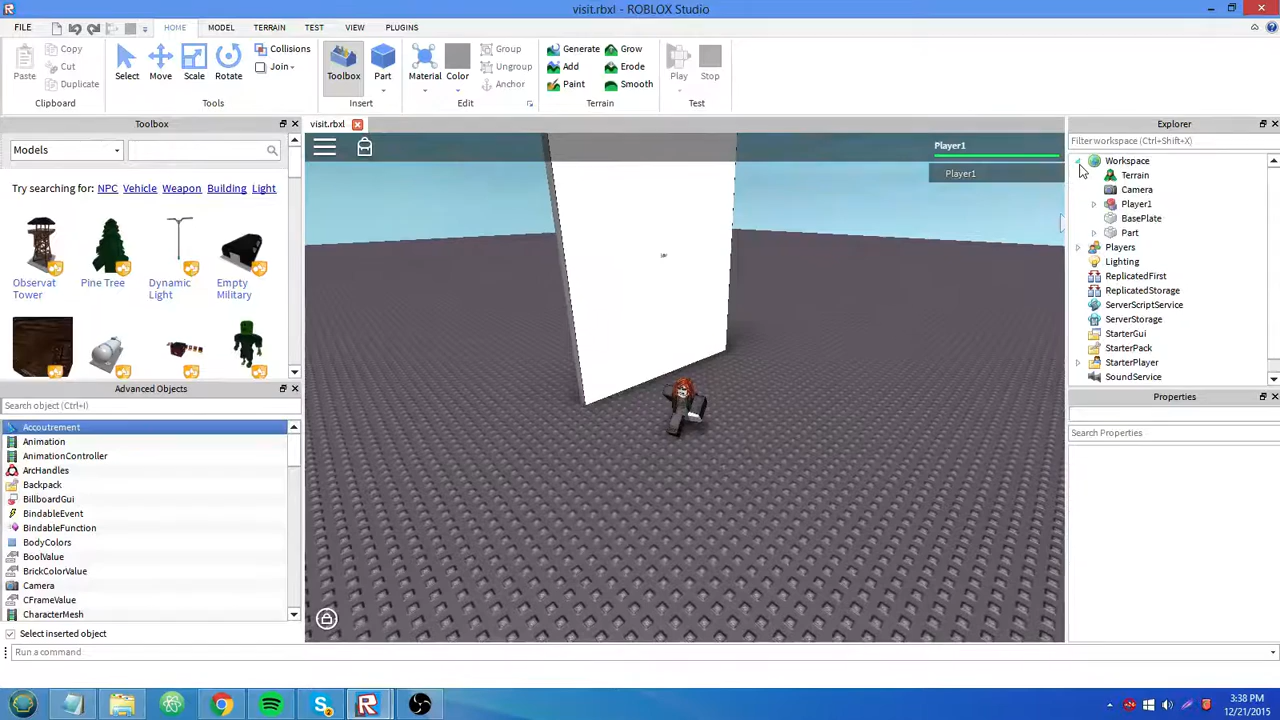 visit.rbxl - ROBLOX Studio
FILE HOME MODEL TERRAIN TEST VIEW PLUGINS
Paste Copy Cut Duplicate Clipboard
Select Move Scale Rotate Collisions Join Tools
Toolbox Part Insert
Material Color Group Ungroup Anchor Edit
Generate Grow Add Erode Paint Smooth Terrain
Play Stop Test
Toolbox
Models
Try searching for: NPC Vehicle Weapon Building Light
Observat Tower
Pine Tree
Dynamic Light
Empty Military
Advanced Objects
Search object (Ctrl+I)
Accoutrement
Animation
AnimationController
ArcHandles
Backpack
BillboardGui
BindableEvent
BindableFunction
BodyColors
BoolValue
BrickColorValue
Camera
CFrameValue
CharacterMesh
Select inserted object
Run a command
visit.rbxl
Player1
Player1
Explorer
Filter workspace (Ctrl+Shift+X)
Workspace
Terrain
Camera
Player1
BasePlate
Part
Players
Lighting
ReplicatedFirst
ReplicatedStorage
ServerScriptService
ServerStorage
StarterGui
StarterPack
StarterPlayer
SoundService
Properties
Search Properties
3:38 PM
12/21/2015